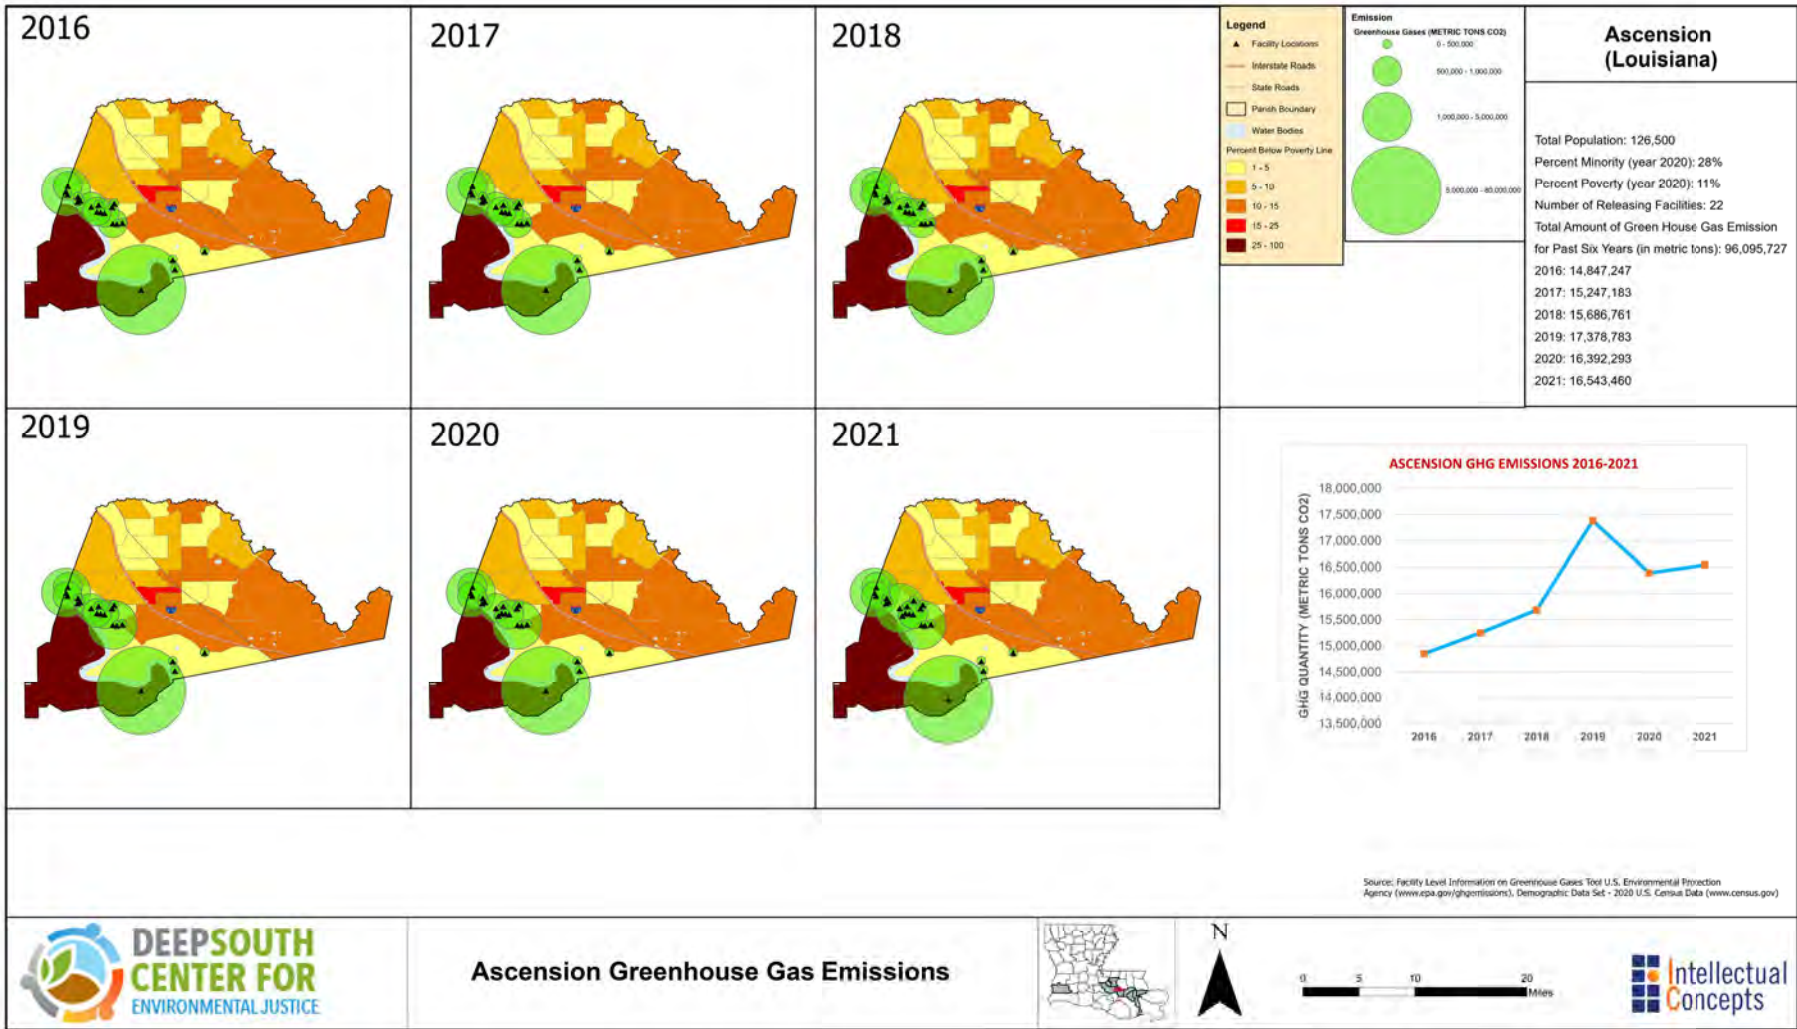 2016
2017
2018
Legend
Facility Locations
Interstate Roads
State Roads
Parish Boundary
Water Bodies
Percent Below Poverty Line
1 - 5
5 - 10
10 - 15
15 - 25
25 - 100
Emission
Greenhouse Gases (METRIC TONS CO2)
0 - 500,000
500,000 - 1,000,000
1,000,000 - 5,000,000
5,000,000 - 80,000,000
Ascension
(Louisiana)
Total Population: 126,500
Percent Minority (year 2020): 28%
Percent Poverty (year 2020): 11%
Number of Releasing Facilities: 22
Total Amount of Green House Gas Emission
for Past Six Years (in metric tons): 96,095,727
2016: 14,847,247
2017: 15,247,183
2018: 15,686,761
2019: 17,378,783
2020: 16,392,293
2021: 16,543,460
2019
2020
2021
ASCENSION GHG EMISSIONS 2016-2021
GHG QUANTITY (METRIC TONS CO2)
18,000,000
17,500,000
17,000,000
16,500,000
16,000,000
15,500,000
15,000,000
14,500,000
14,000,000
13,500,000
2016 2017 2018 2019 2020 2021
Source: Facility Level Information on Greenhouse Gases Tool U.S. Environmental Protection
Agency (www.epa.gov/ghgemissions), Demographic Data Set - 2020 U.S. Census Data (www.census.gov)
DEEPSOUTH
CENTER FOR
ENVIRONMENTAL JUSTICE
Ascension Greenhouse Gas Emissions
N
0 5 10 20
Miles
Intellectual
Concepts